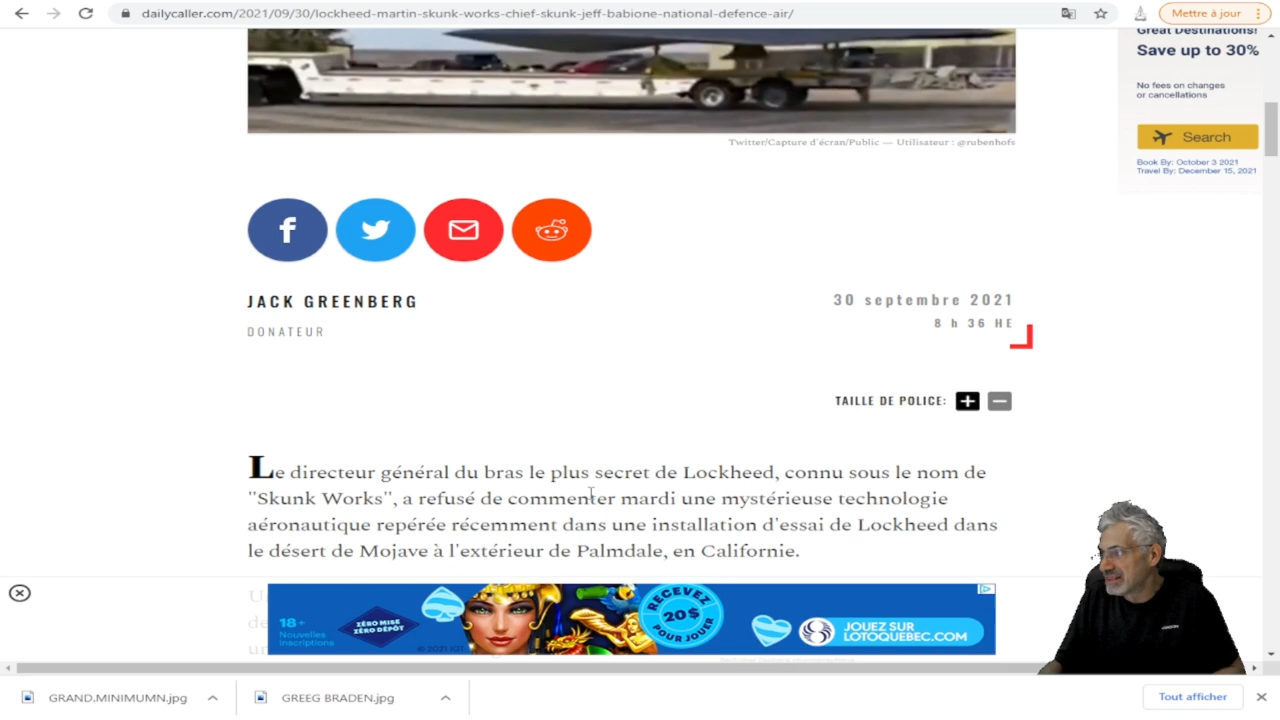 dailycaller.com/2021/09/30/lockheed-martin-skunk-works-chief-skunk-jeff-babione-national-defence-air/
Mettre à jour
Great Destinations!
Save up to 30%
No fees on changes
or cancellations
Search
Book By: October 3 2021
Travel By: December 15, 2021
Twitter/Capture d'écran/Public — Utilisateur : @rubenhofs
JACK GREENBERG
DONATEUR
30 septembre 2021
8 h 36 HE
TAILLE DE POLICE:
Le directeur général du bras le plus secret de Lockheed, connu sous le nom de
"Skunk Works", a refusé de commenter mardi une mystérieuse technologie
aéronautique repérée récemment dans une installation d'essai de Lockheed dans
le désert de Mojave à l'extérieur de Palmdale, en Californie.
18+
Nouvelles
inscriptions
ZÉRO MISE
ZÉRO DÉPÔT
© 2021 IGT
RECEVEZ
20$
POUR JOUER
JOUEZ SUR
LOTOQUEBEC.COM
GRAND.MINIMUMN.jpg
GREEG BRADEN.jpg
Tout afficher